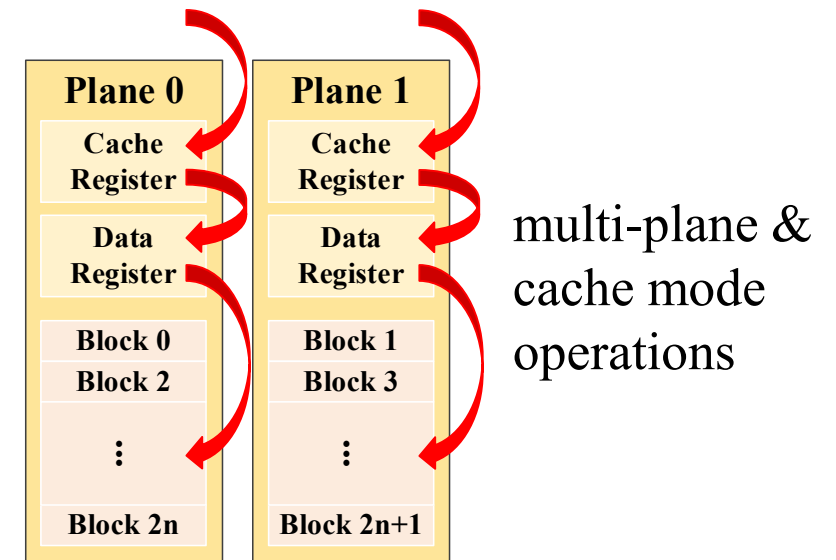 Plane 0
Cache
Register
Data
Register
Block 0
Block 2
⋮
Block 2n
Plane 1
Cache
Register
Data
Register
Block 1
Block 3
⋮
Block 2n+1
multi-plane &
cache mode
operations